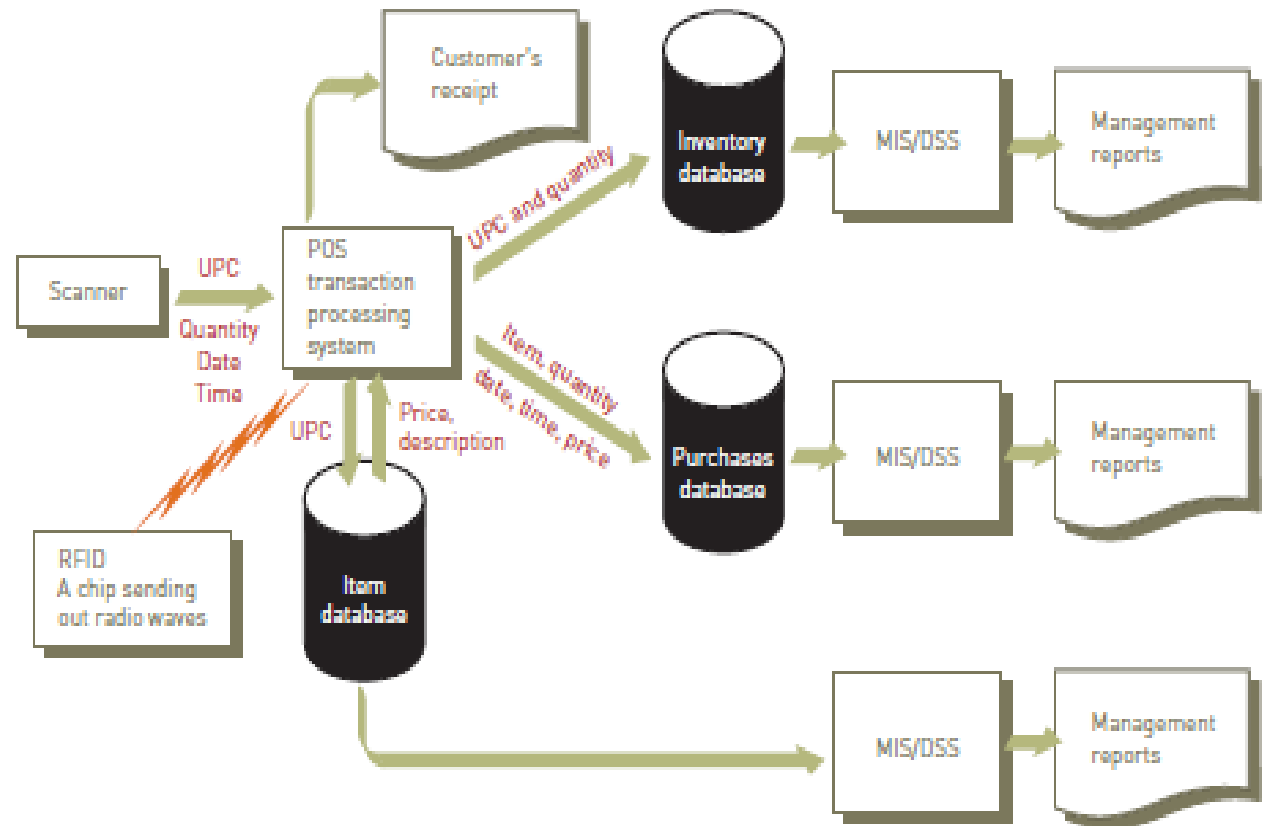 Customer's
receipt
Inventory
database
MIS/DSS
Management
reports
UPC and quantity
POS
transaction
processing
system
Scanner
UPC
Quantity
Date
Time
Item, quantity
date, time, price
UPC
Price,
description
Purchases
database
MIS/DSS
Management
reports
RFID
A chip sending
out radio waves
Item
database
MIS/DSS
Management
reports